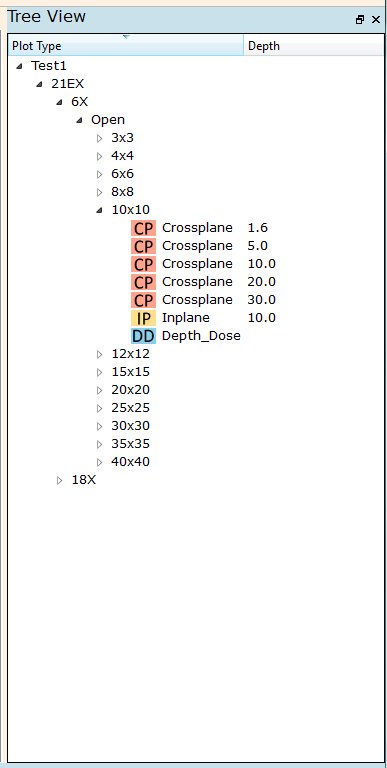 Tree View
Plot Type Depth
Test1
21EX
6X
Open
3x3
4x4
6x6
8x8
10x10
CP Crossplane 1.6
CP Crossplane 5.0
CP Crossplane 10.0
CP Crossplane 20.0
CP Crossplane 30.0
IP Inplane 10.0
DD Depth_Dose
12x12
15x15
20x20
25x25
30x30
35x35
40x40
18X